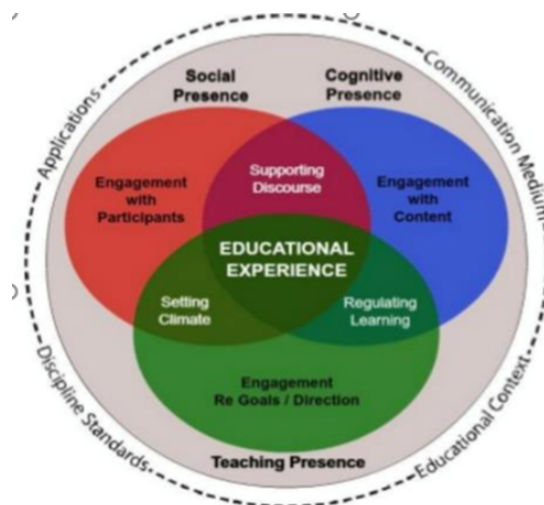 Social
Presence
Cognitive
Presence
Communication Medium
Applications
Supporting
Discourse
Engagement
with
Participants
Engagement
with
Content
EDUCATIONAL
EXPERIENCE
Setting
Climate
Regulating
Learning
Engagement
Re Goals / Direction
Teaching Presence
Discipline Standards
Educational Context